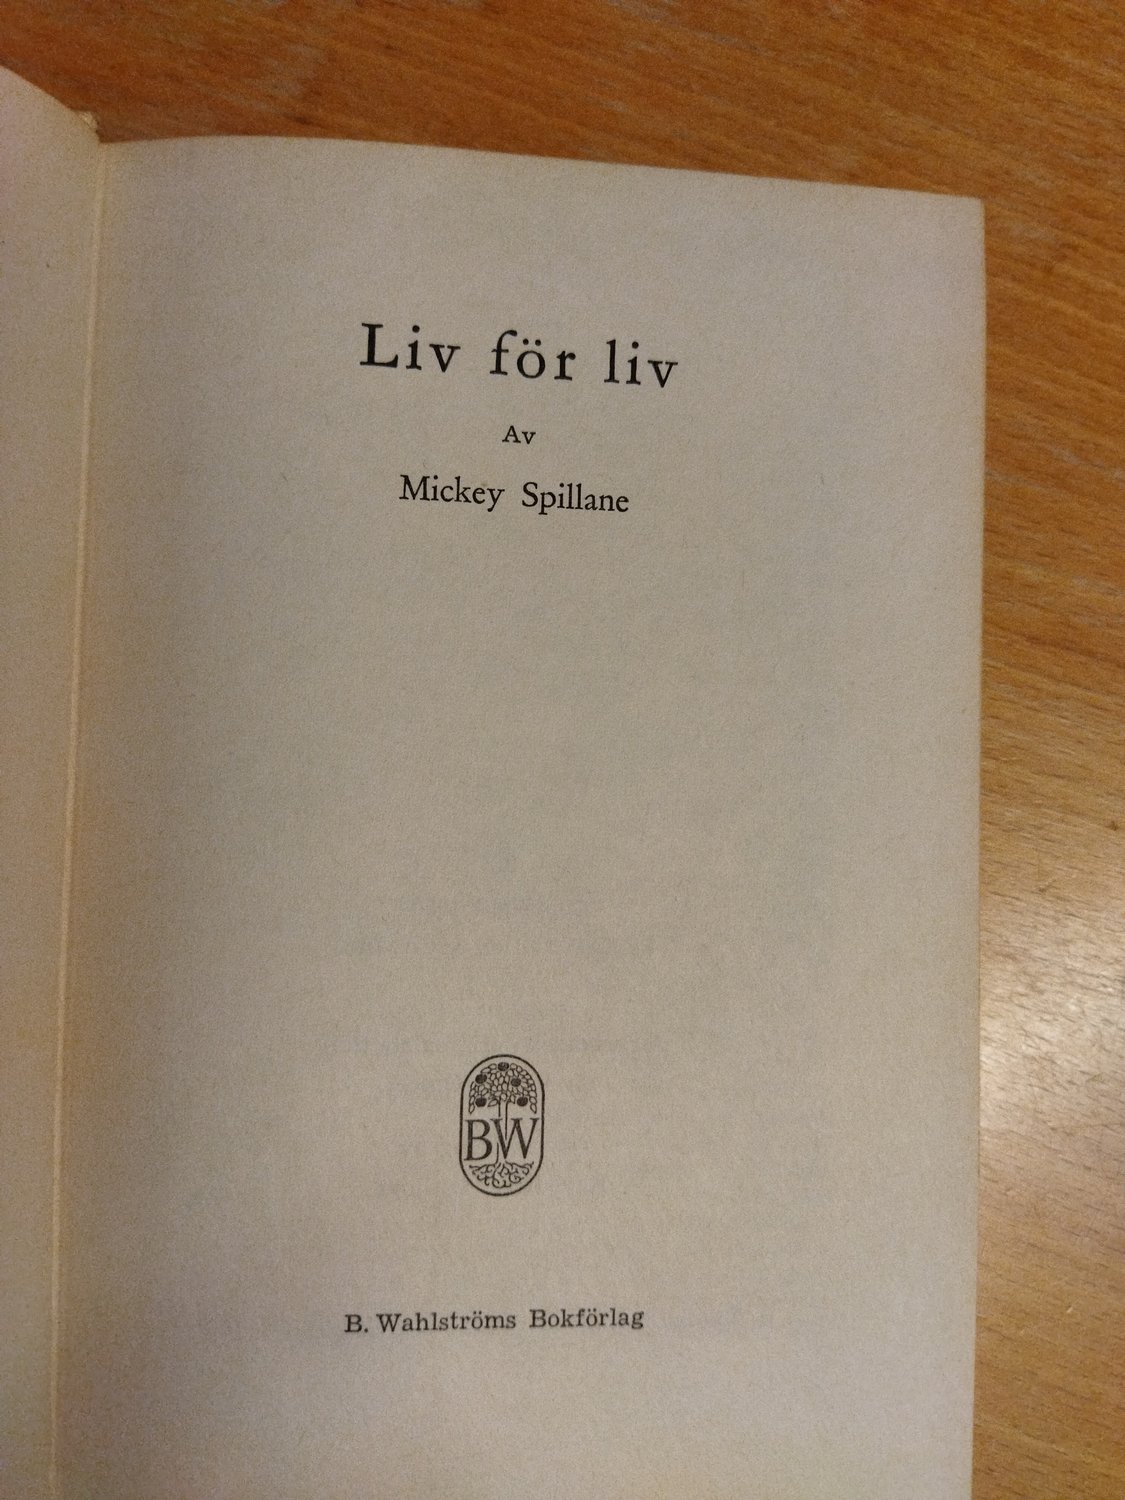 Liv för liv
Av
Mickey Spillane
BW
B. Wahlströms Bokförlag